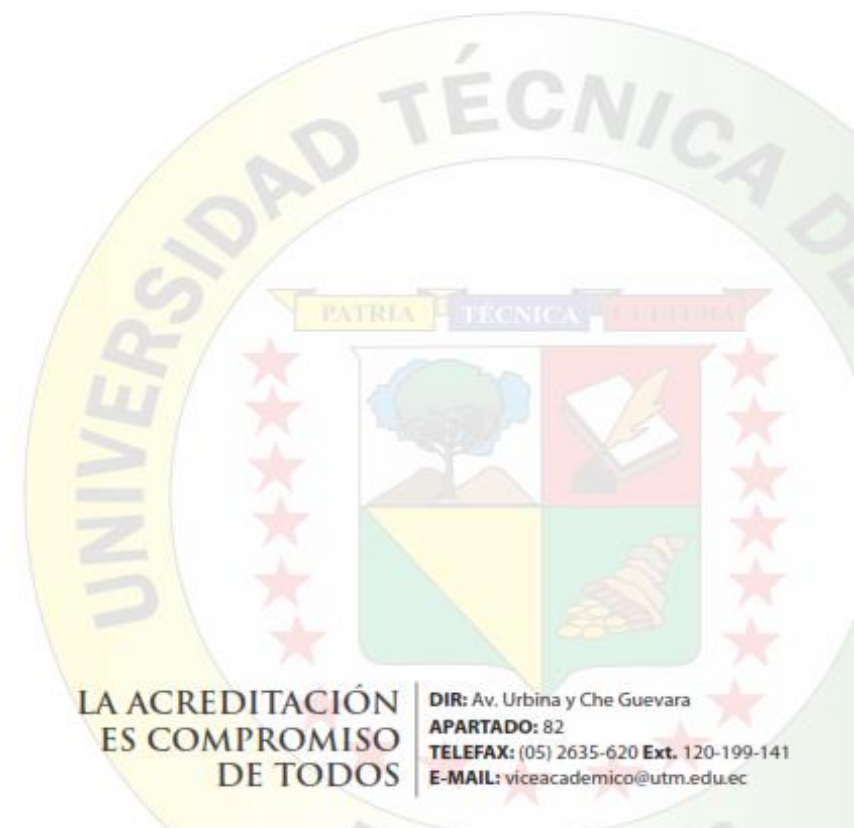 UNIVERSIDAD TÉCNICA DE
PATRIA TÉCNICA CULTURA
LA ACREDITACIÓN
ES COMPROMISO
DE TODOS
DIR: Av. Urbina y Che Guevara
APARTADO: 82
TELEFAX: (05) 2635-620 Ext. 120-199-141
E-MAIL: viceacademico@utm.edu.ec